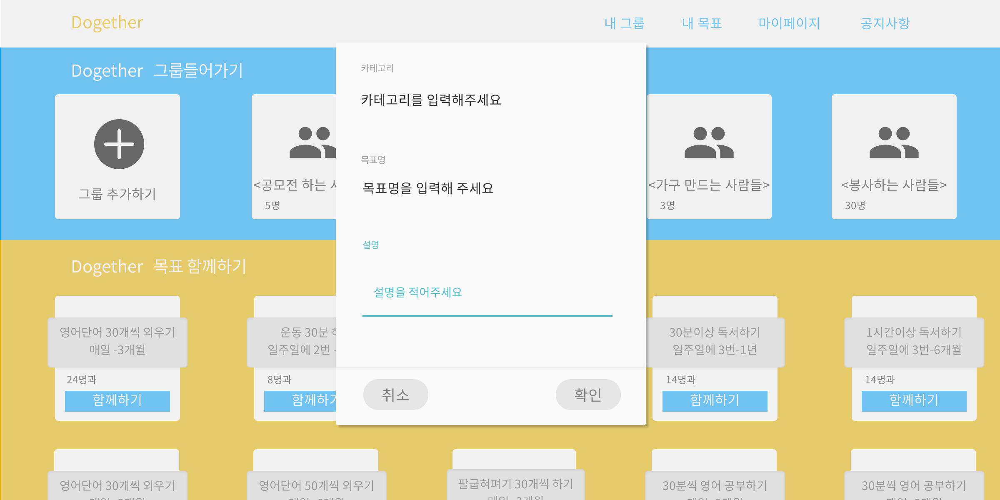 Dogether 내 그룹 내 목표 마이페이지 공지사항
Dogether 그룹들어가기
그룹 추가하기
<공모전 하는
5명
<가구 만드는 사람들>
3명
<봉사하는 사람들>
30명
카테고리
카테고리를 입력해주세요
목표명
목표명을 입력해 주세요
설명
설명을 적어주세요
취소 확인
Dogether 목표 함께하기
영어단어 30개씩 외우기
매일 -3개월
24명과
함께하기
운동 30분
일주일에 2번 -
8명과
함께하기
30분이상 독서하기
일주일에 3번-1년
14명과
함께하기
1시간이상 독서하기
일주일에 3번-6개월
14명과
함께하기
영어단어 30개씩 외우기
영어단어 50개씩 외우기
팔굽혀펴기 30개씩 하기
30분씩 영어 공부하기
30분씩 영어 공부하기